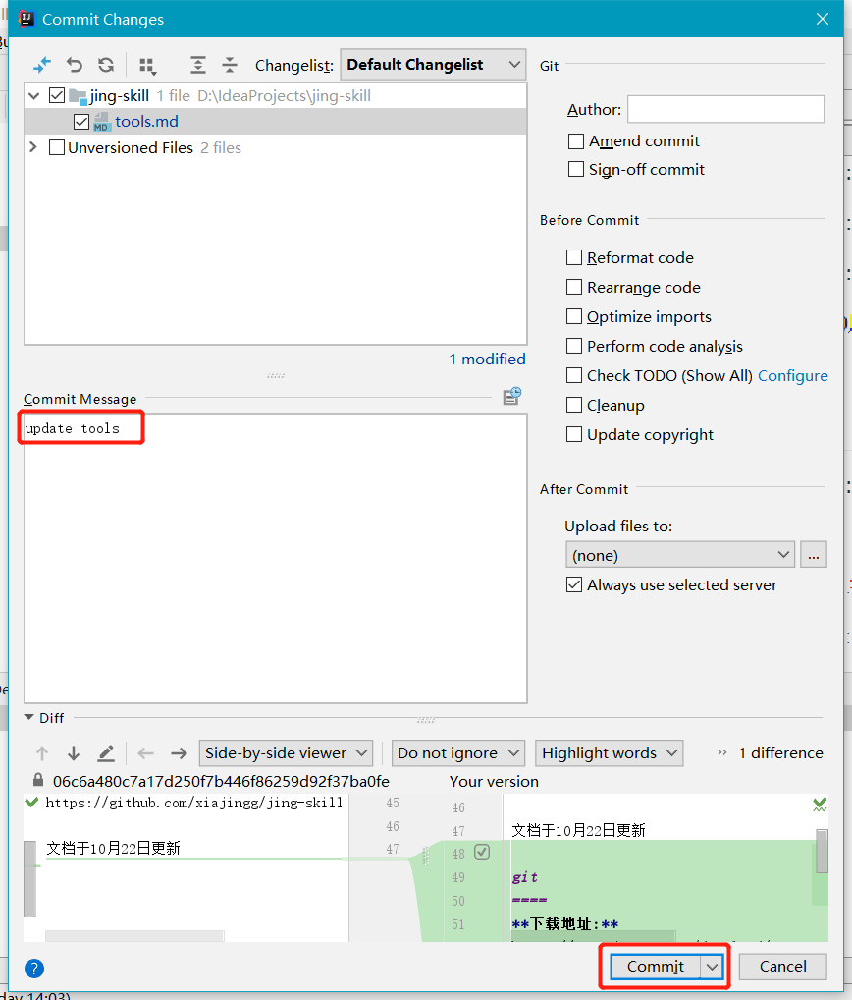 Commit Changes
Changelist: Default Changelist
jing-skill 1 file D:\IdeaProjects\jing-skill
MD tools.md
Unversioned Files 2 files
1 modified
Commit Message
update tools
Git
Author:
Amend commit
Sign-off commit
Before Commit
Reformat code
Rearrange code
Optimize imports
Perform code analysis
Check TODO (Show All) Configure
Cleanup
Update copyright
After Commit
Upload files to:
(none) ...
Always use selected server
Diff
Side-by-side viewer Do not ignore Highlight words » 1 difference
06c6a480c7a17d250f7b446f86259d92f37ba0fe Your version
https://github.com/xiajingg/jing-skill 45 46
46 47 文档于10月22日更新
文档于10月22日更新 47 48
49 git
50 ====
51 **下载地址:**
? Commit Cancel
day 14:03)